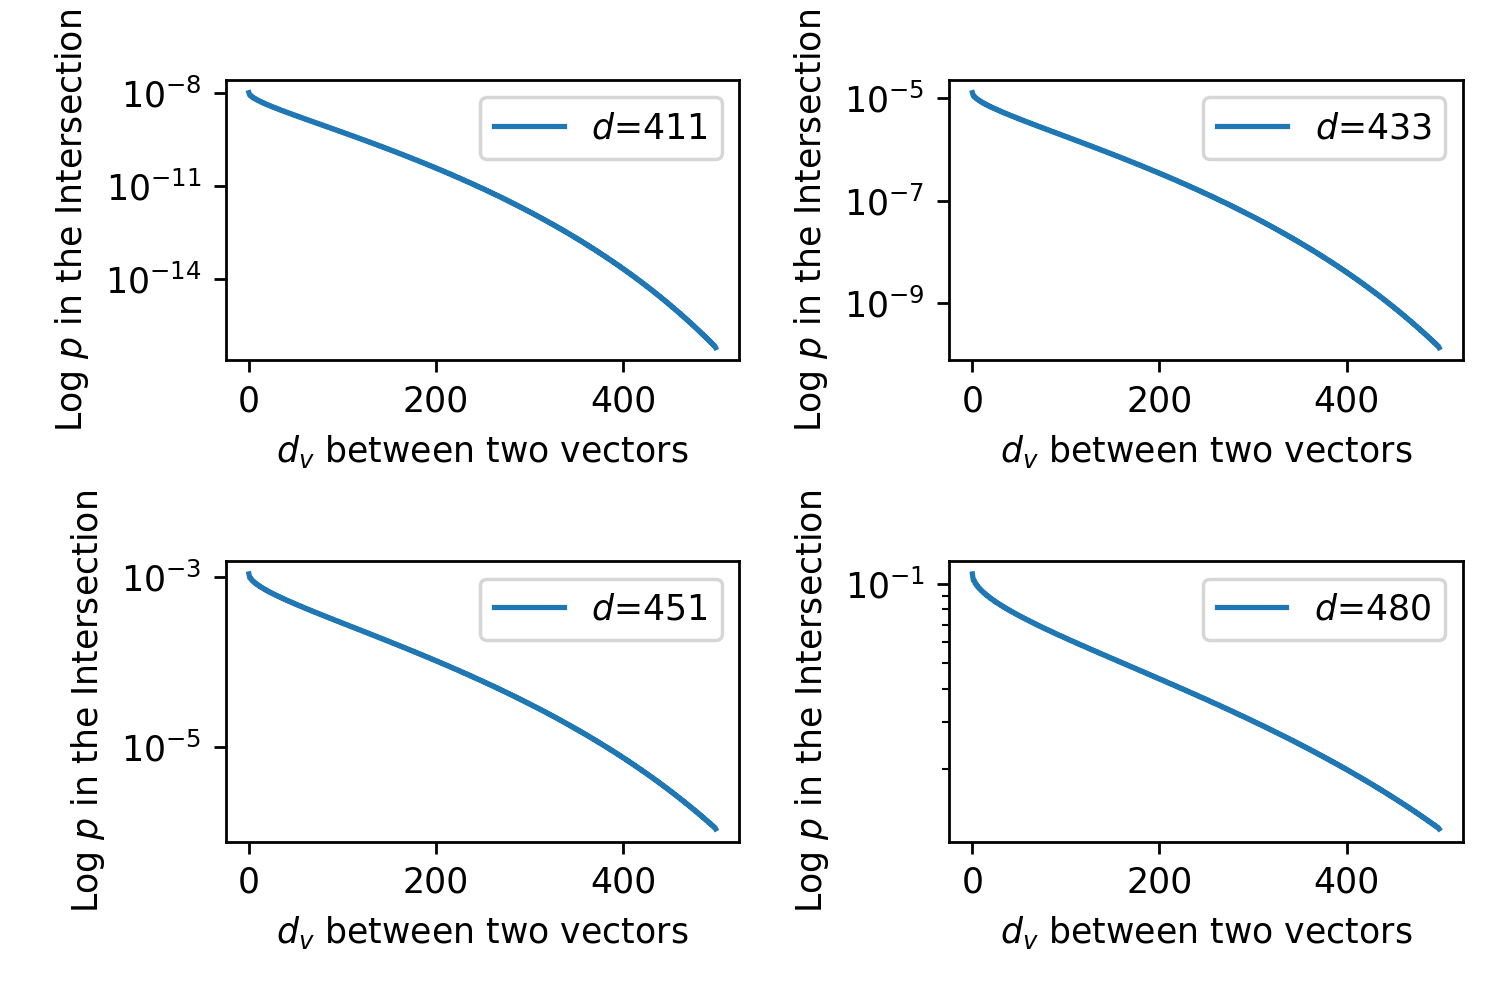 Log p in the Intersection
10⁻⁸
10⁻¹¹
10⁻¹⁴
d=411
0 200 400
d_v between two vectors
Log p in the Intersection
10⁻⁵
10⁻⁷
10⁻⁹
d=433
0 200 400
d_v between two vectors
Log p in the Intersection
10⁻³
10⁻⁵
d=451
0 200 400
d_v between two vectors
Log p in the Intersection
10⁻¹
d=480
0 200 400
d_v between two vectors